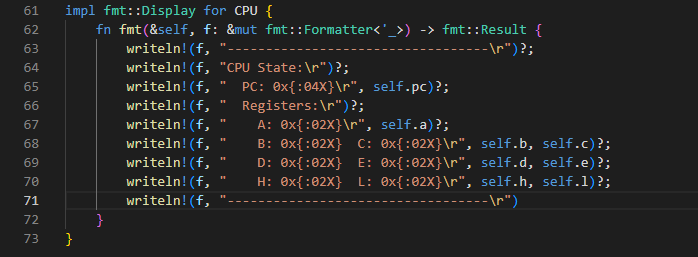 61 impl fmt::Display for CPU {
62     fn fmt(&self, f: &mut fmt::Formatter<'_>) -> fmt::Result {
63         writeln!(f, "----------------------------------\r")?;
64         writeln!(f, "CPU State:\r")?;
65         writeln!(f, "  PC: 0x{:04X}\r", self.pc)?;
66         writeln!(f, "  Registers:\r")?;
67         writeln!(f, "    A: 0x{:02X}\r", self.a)?;
68         writeln!(f, "    B: 0x{:02X}  C: 0x{:02X}\r", self.b, self.c)?;
69         writeln!(f, "    D: 0x{:02X}  E: 0x{:02X}\r", self.d, self.e)?;
70         writeln!(f, "    H: 0x{:02X}  L: 0x{:02X}\r", self.h, self.l)?;
71         writeln!(f, "----------------------------------\r")
72     }
73 }